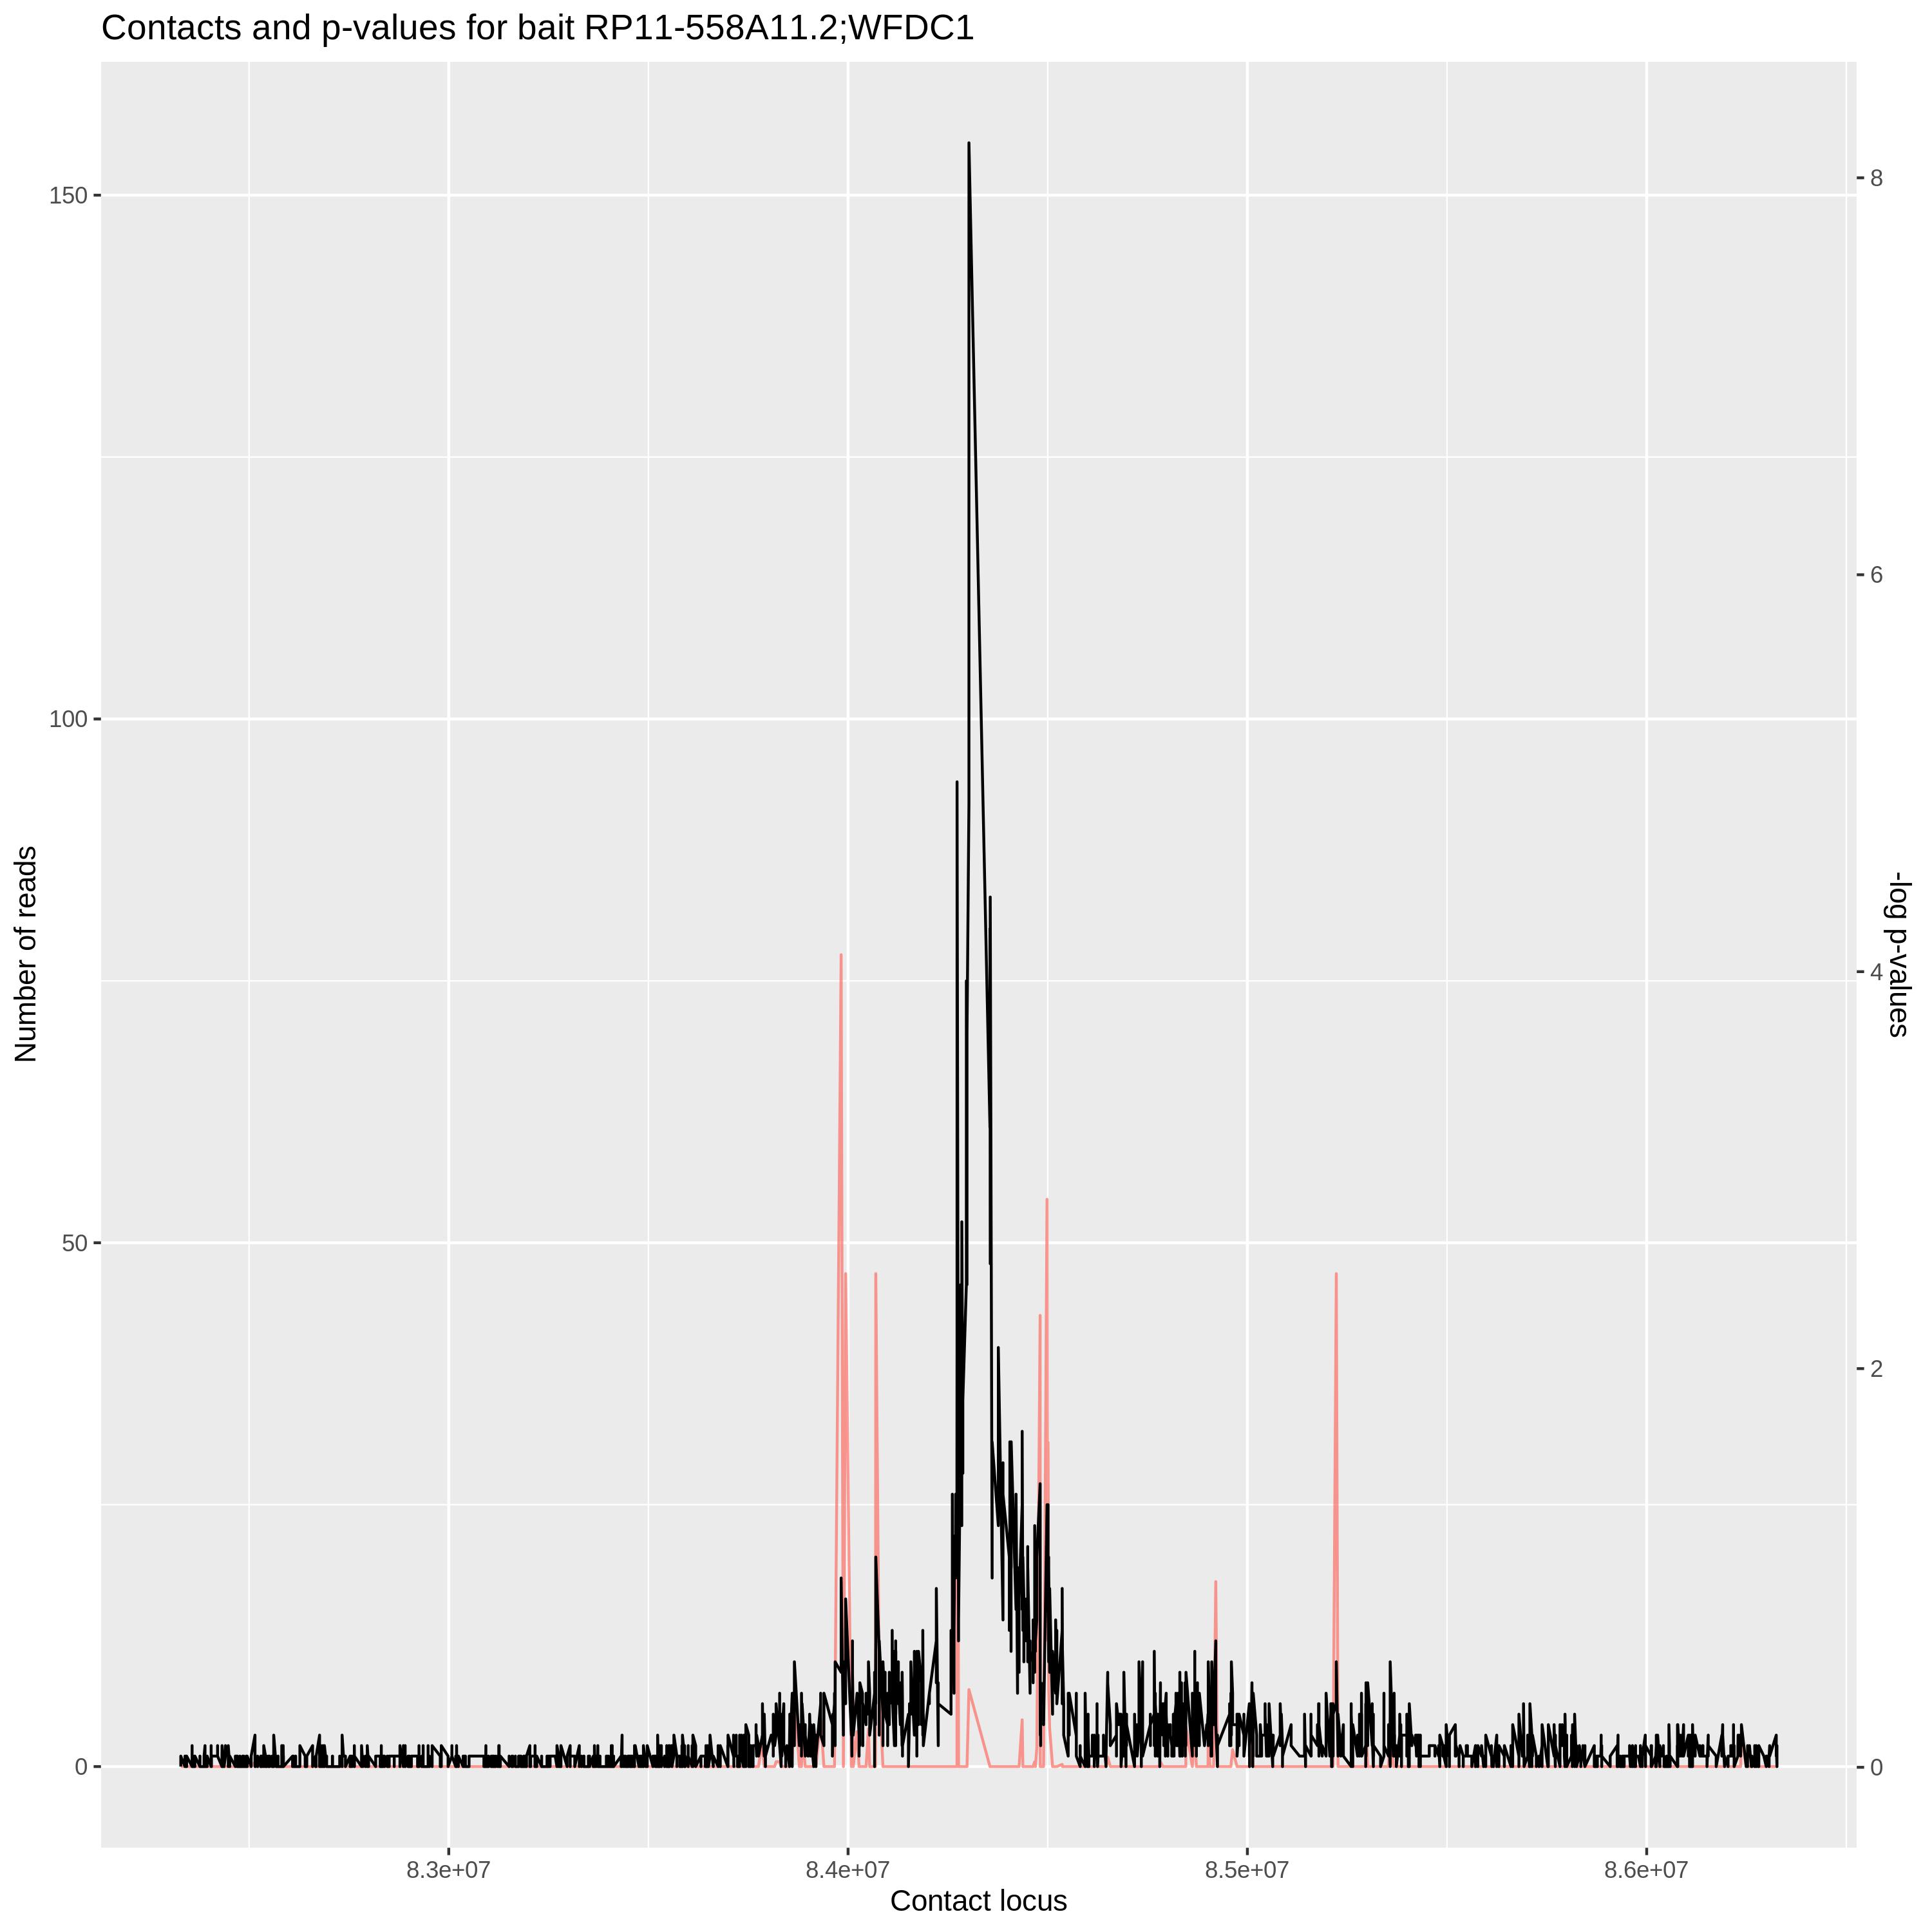 Contacts and p-values for bait RP11-558A11.2;WFDC1
150
100
50
0
Number of reads
8
6
4
2
0
-log p-values
8.3e+07
8.4e+07
8.5e+07
8.6e+07
Contact locus